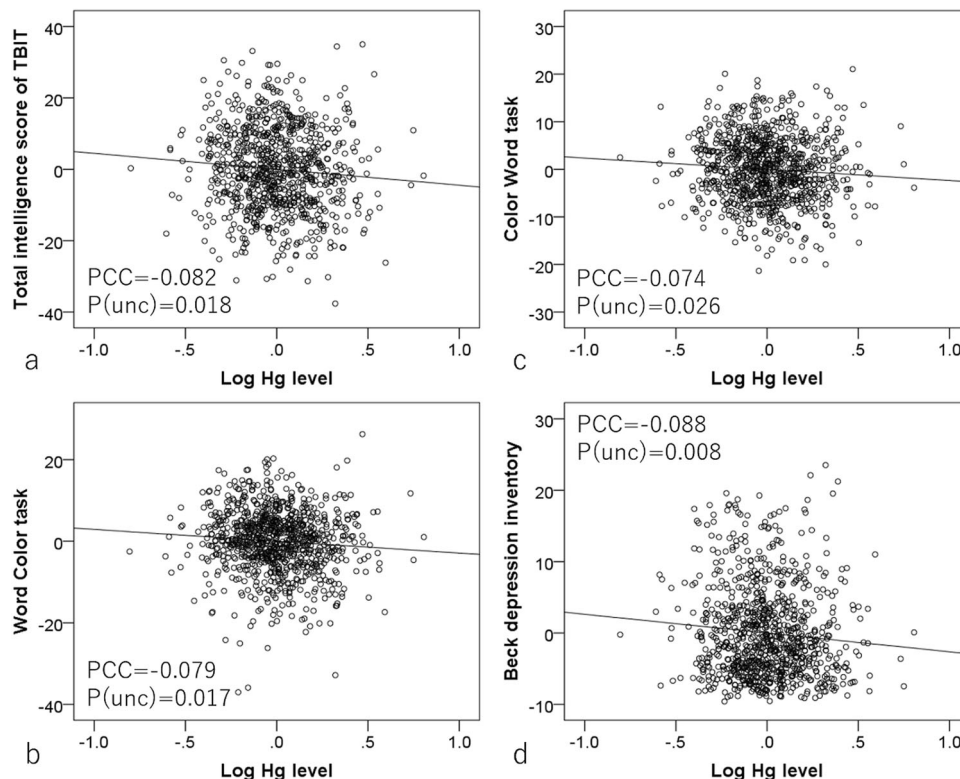 Total intelligence score of TBIT
40
20
0
-20
-40
PCC=-0.082
P(unc)=0.018
-1.0
-.5
.0
.5
1.0
Log Hg level
a
Color Word task
30
20
10
0
-10
-20
-30
PCC=-0.074
P(unc)=0.026
-1.0
-.5
.0
.5
1.0
Log Hg level
c
Word Color task
20
0
-20
-40
PCC=-0.079
P(unc)=0.017
-1.0
-.5
.0
.5
1.0
Log Hg level
b
Beck depression inventory
30
20
10
0
-10
PCC=-0.088
P(unc)=0.008
-1.0
-.5
.0
.5
1.0
Log Hg level
d